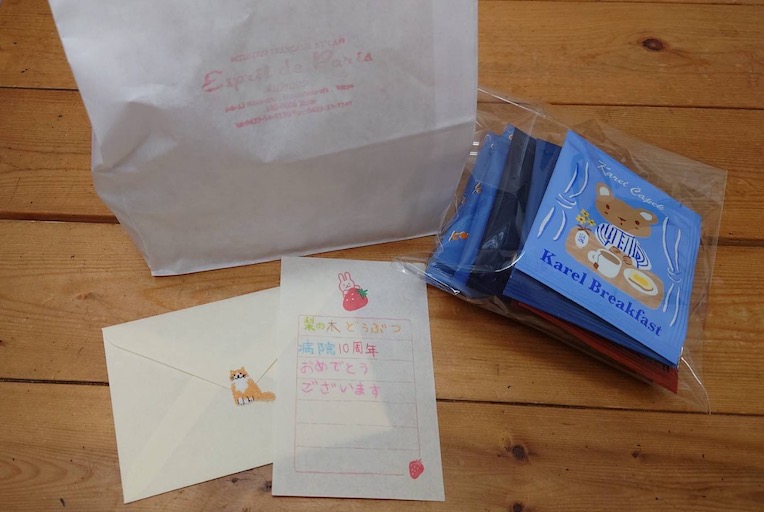 Esprit de Paris
Karel Capek
Karel Breakfast
梨の木どうぶつ
病院10周年
おめでとう
ございます